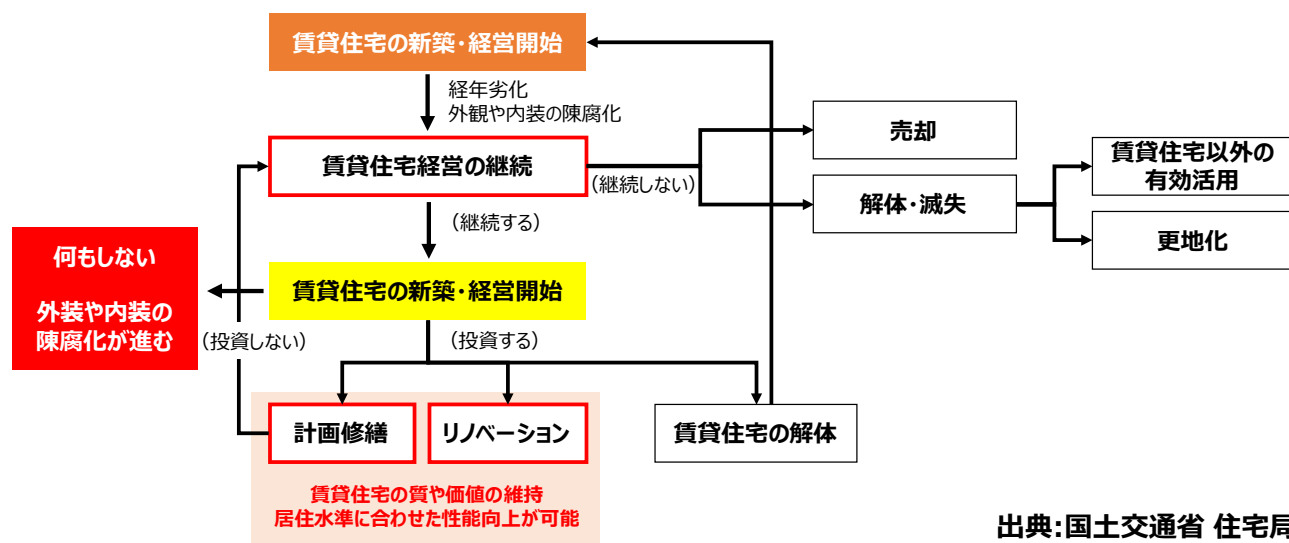 賃貸住宅の新築・経営開始
経年劣化
外観や内装の陳腐化
賃貸住宅経営の継続
(継続しない)
売却
解体・滅失
賃貸住宅以外の
有効活用
更地化
(継続する)
何もしない
外装や内装の
陳腐化が進む
賃貸住宅の新築・経営開始
(投資しない)
(投資する)
計画修繕
リノベーション
賃貸住宅の解体
賃貸住宅の質や価値の維持
居住水準に合わせた性能向上が可能
出典:国土交通省 住宅局